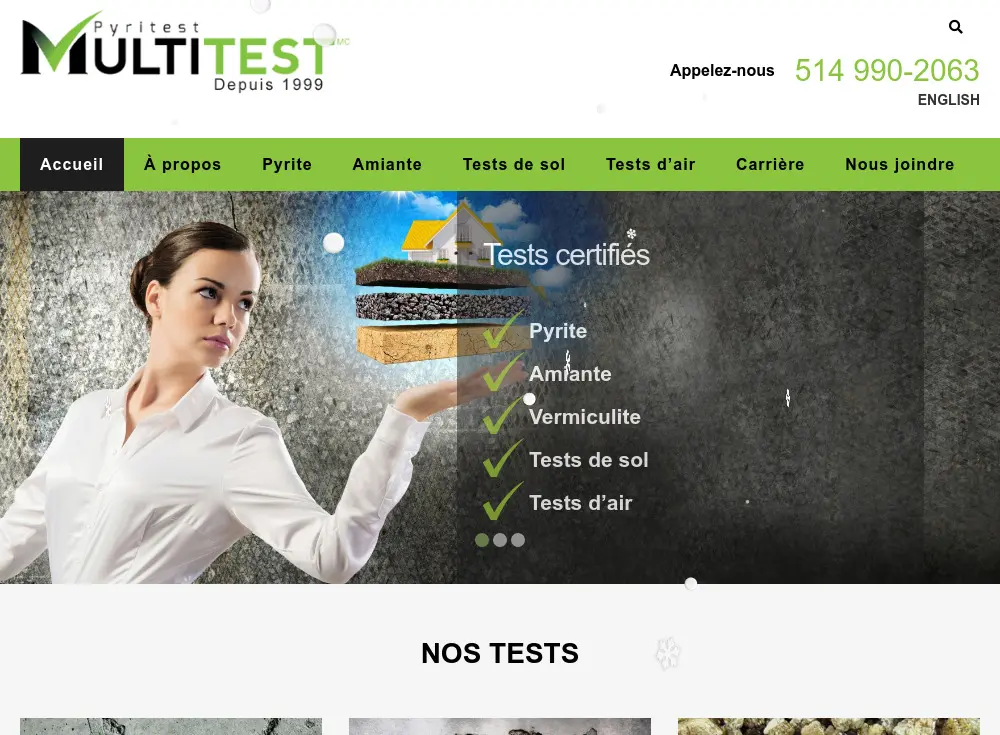 Pyritest
MULTITEST MC
Depuis 1999
Appelez-nous 514 990-2063
ENGLISH
Accueil À propos Pyrite Amiante Tests de sol Tests d’air Carrière Nous joindre
Tests certifiés
Pyrite
Amiante
Vermiculite
Tests de sol
Tests d’air
NOS TESTS